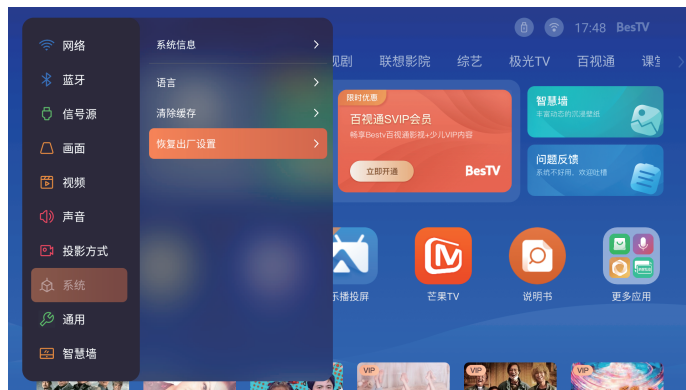 网络
蓝牙
信号源
画面
视频
声音
投影方式
系统
通用
智慧墙
系统信息
语言
清除缓存
恢复出厂设置
17:48 BesTV
视剧 联想影院 综艺 极光TV 百视通
限时优惠
百视通SVIP会员
畅享Bestv百视通影视+少儿VIP内容
立即开通
BesTV
智慧墙
丰富动态的沉浸壁纸
问题反馈
系统不好用，欢迎吐槽
乐播投屏
芒果TV
说明书
更多应用
VIP
VIP
VIP